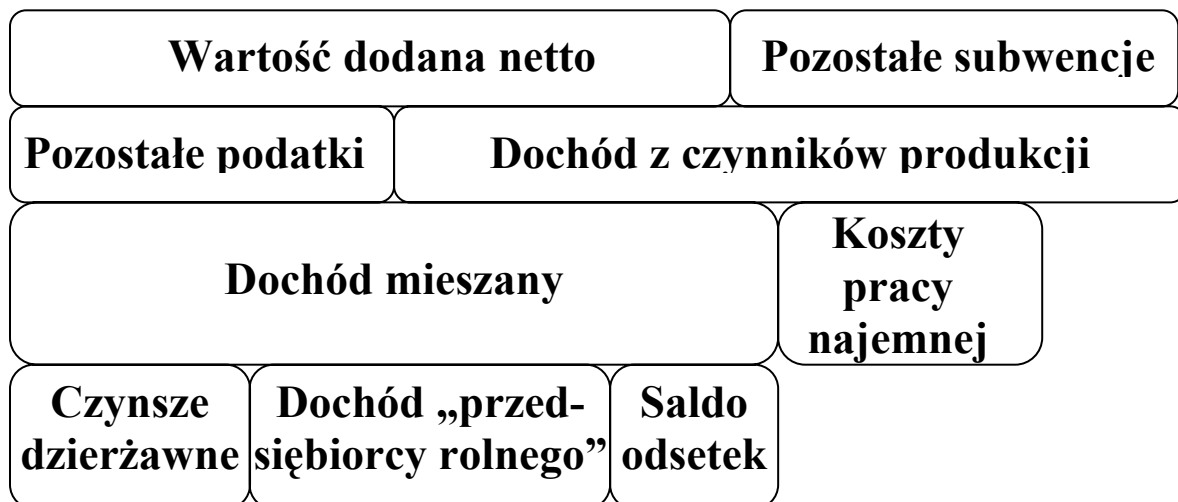 Wartość dodana netto
Pozostałe subwencje
Pozostałe podatki
Dochód z czynników produkcji
Dochód mieszany
Koszty
pracy
najemnej
Czynsze
dzierżawne
Dochód „przed-
siębiorcy rolnego”
Saldo
odsetek